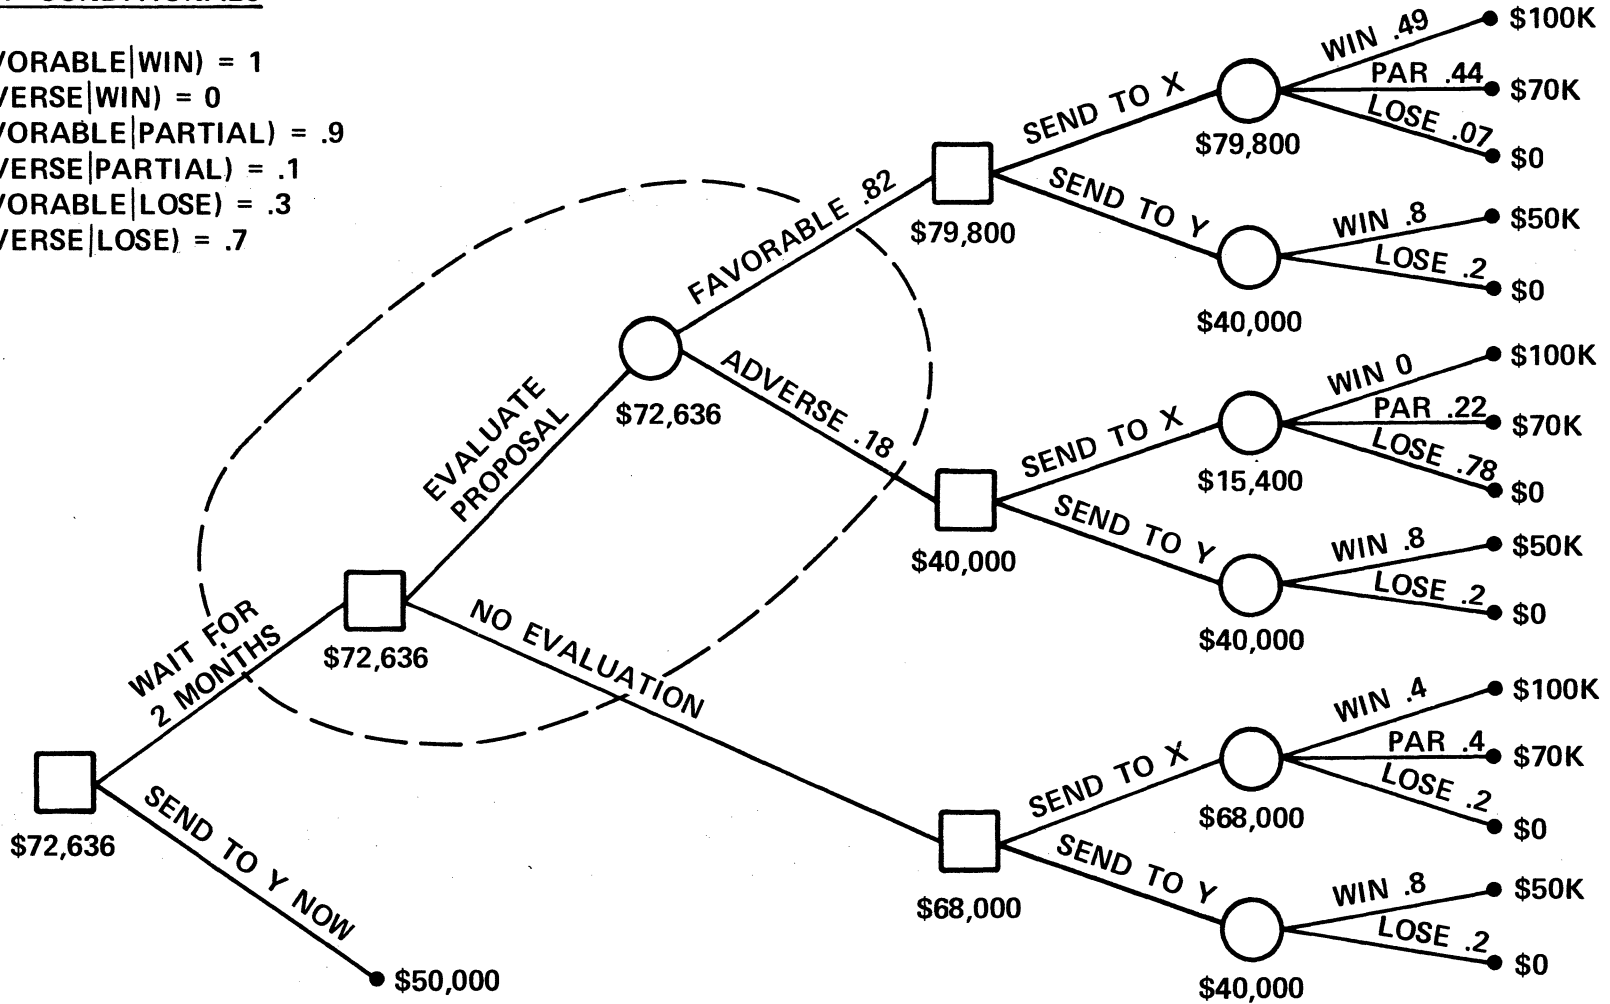 VORABLE|WIN) = 1
VERSE|WIN) = 0
VORABLE|PARTIAL) = .9
VERSE|PARTIAL) = .1
VORABLE|LOSE) = .3
VERSE|LOSE) = .7
WIN .49
$100K
PAR .44
$70K
LOSE .07
$0
SEND TO X
$79,800
SEND TO Y
WIN .8
$50K
LOSE .2
$0
$40,000
FAVORABLE .82
$79,800
ADVERSE .18
$72,636
EVALUATE
PROPOSAL
WIN 0
$100K
PAR .22
$70K
LOSE .78
$0
SEND TO X
$15,400
SEND TO Y
WIN .8
$50K
LOSE .2
$0
$40,000
$40,000
WAIT FOR
2 MONTHS
$72,636
NO EVALUATION
WIN .4
$100K
PAR .4
$70K
LOSE .2
$0
SEND TO X
$68,000
SEND TO Y
WIN .8
$50K
LOSE .2
$0
$68,000
$40,000
$72,636
SEND TO Y NOW
$50,000